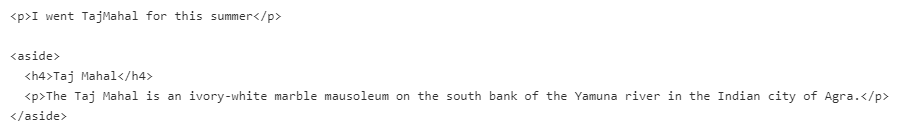 <p>I went TajMahal for this summer</p>
<aside>
<h4>Taj Mahal</h4>
<p>The Taj Mahal is an ivory-white marble mausoleum on the south bank of the Yamuna river in the Indian city of Agra.</p>
</aside>